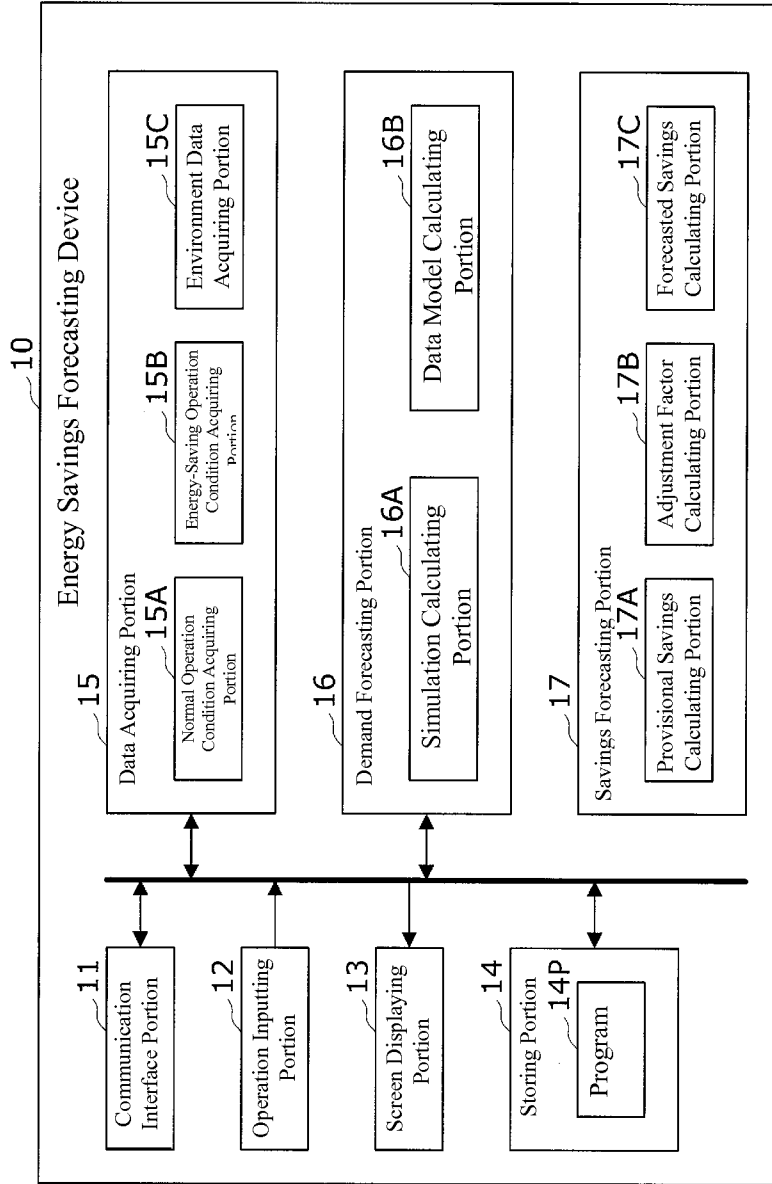 10
Energy Savings Forecasting Device
11
Communication
Interface Portion
12
Operation Inputting
Portion
13
Screen Displaying
Portion
14
Storing Portion
14P
Program
15
Data Acquiring Portion
15A
Normal Operation
Condition Acquiring
Portion
15B
Energy-Saving Operation
Condition Acquiring
Portion
15C
Environment Data
Acquiring Portion
16
Demand Forecasting Portion
16A
Simulation Calculating
Portion
16B
Data Model Calculating
Portion
17
Savings Forecasting Portion
17A
Provisional Savings
Calculating Portion
17B
Adjustment Factor
Calculating Portion
17C
Forecasted Savings
Calculating Portion